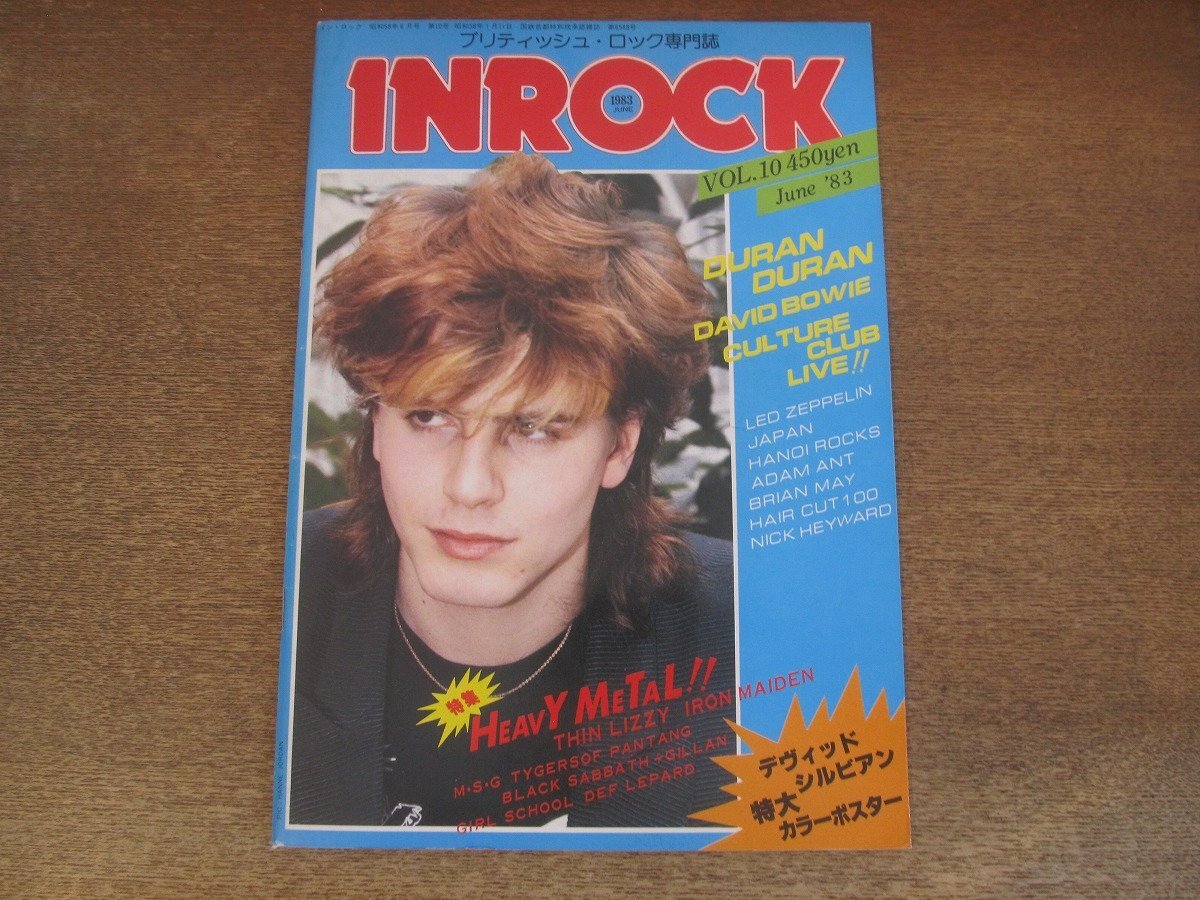 ブリティッシュ・ロック専門誌
INROCK
1983
JUNE
VOL.10 450yen
June '83
DURAN
DURAN
DAVID BOWIE
CULTURE
CLUB
LIVE!!
LED ZEPPELIN
JAPAN
HANOI ROCKS
ADAM ANT
BRIAN MAY
HAIR CUT 100
NICK HEYWARD
特集
HEAVY METAL!!
THIN LIZZY IRON MAIDEN
M・S・G TYGERSOF PANTANG
BLACK SABBATH+GILLAN
GIRL SCHOOL DEF LEPARD
デヴィッド
シルビアン
特大
カラーポスター